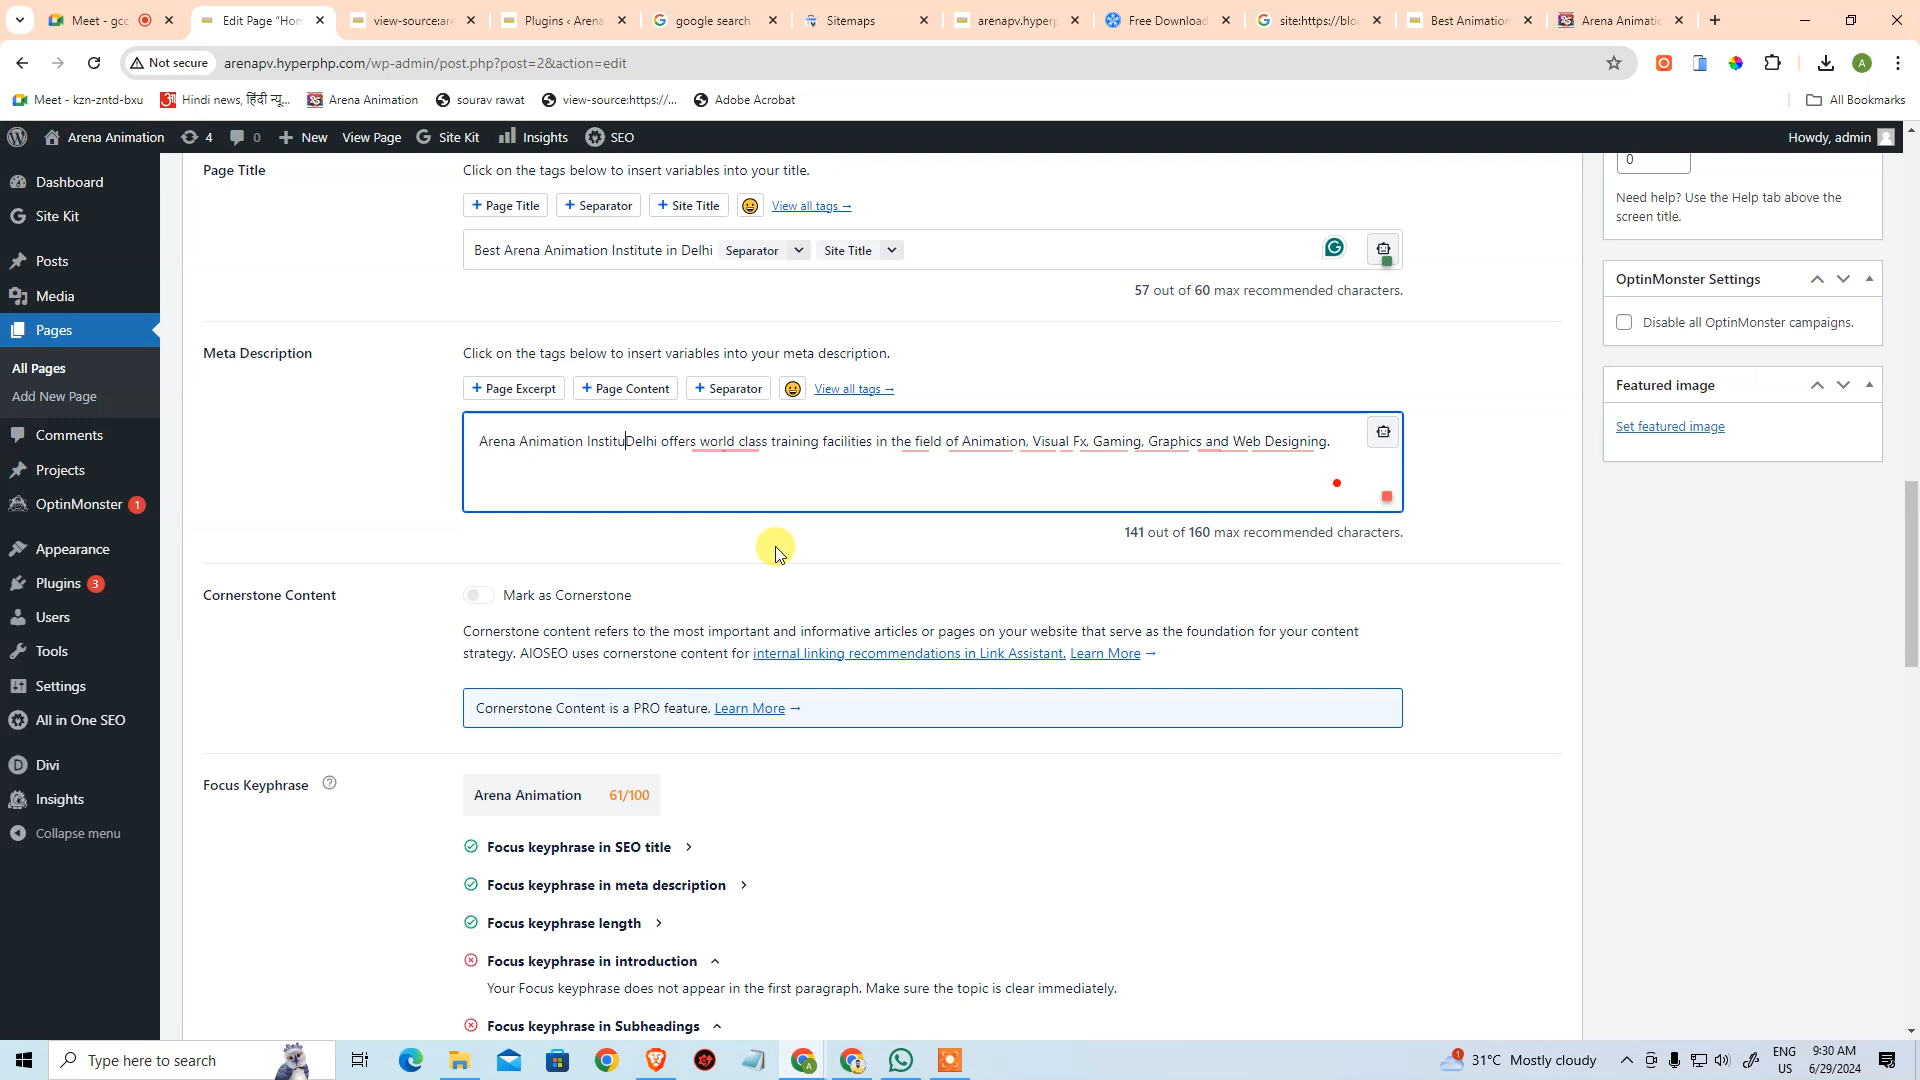 Meet - gcc
Edit Page “Hom
view-source:are
Plugins ‹ Arena
google search
Sitemaps
arenapv.hyperp
Free Download
site:https://blog
Best Animation
Arena Animatic
Not secure
arenapv.hyperphp.com/wp-admin/post.php?post=2&action=edit
A
Meet - kzn-zntd-bxu
Hindi news, हिंदी न्यू...
Arena Animation
sourav rawat
view-source:https://...
Adobe Acrobat
All Bookmarks
Arena Animation
4
0
New
View Page
Site Kit
Insights
SEO
Howdy, admin
Dashboard
Site Kit
Posts
Media
Pages
All Pages
Add New Page
Comments
Projects
OptinMonster 1
Appearance
Plugins 3
Users
Tools
Settings
All in One SEO
Divi
Insights
Collapse menu
Page Title
Click on the tags below to insert variables into your title.
+ Page Title
+ Separator
+ Site Title
View all tags →
Best Arena Animation Institute in Delhi Separator Site Title
57 out of 60 max recommended characters.
Meta Description
Click on the tags below to insert variables into your meta description.
+ Page Excerpt
+ Page Content
+ Separator
View all tags →
Arena Animation InstituDelhi offers world class training facilities in the field of Animation, Visual Fx, Gaming, Graphics and Web Designing.
141 out of 160 max recommended characters.
Cornerstone Content
Mark as Cornerstone
Cornerstone content refers to the most important and informative articles or pages on your website that serve as the foundation for your content
strategy. AIOSEO uses cornerstone content for internal linking recommendations in Link Assistant. Learn More →
Cornerstone Content is a PRO feature. Learn More →
Focus Keyphrase
Arena Animation 61/100
Focus keyphrase in SEO title
Focus keyphrase in meta description
Focus keyphrase length
Focus keyphrase in introduction
Your Focus keyphrase does not appear in the first paragraph. Make sure the topic is clear immediately.
Focus keyphrase in Subheadings
0
Need help? Use the Help tab above the
screen title.
OptinMonster Settings
Disable all OptinMonster campaigns.
Featured image
Set featured image
Type here to search
1
31°C Mostly cloudy
ENG
US
9:30 AM
6/29/2024